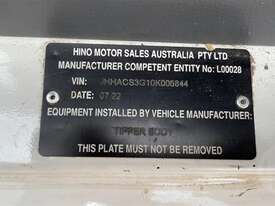 HINO MOTOR SALES AUSTRALIA PTY LTD
MANUFACTURER COMPETENT ENTITY No: L00028
VIN: JHHACS3G10K005844
DATE: 07.22
EQUIPMENT INSTALLED BY VEHICLE MANUFACTURER:
TIPPER BODY
THIS PLATE MUST NOT BE REMOVED